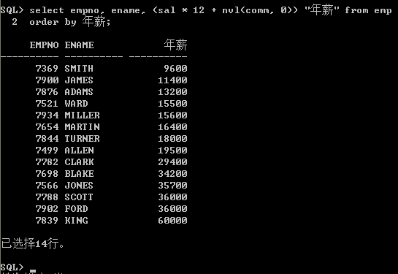 SQL> select empno, ename, (sal * 12 + nvl(comm, 0)) "年薪" from emp
2 order by 年薪;
EMPNO ENAME 年薪
---------- ---------- ----------
7369 SMITH 9600
7900 JAMES 11400
7876 ADAMS 13200
7521 WARD 15500
7934 MILLER 15600
7654 MARTIN 16400
7844 TURNER 18000
7499 ALLEN 19500
7782 CLARK 29400
7698 BLAKE 34200
7566 JONES 35700
7788 SCOTT 36000
7902 FORD 36000
7839 KING 60000
已选择14行。
SQL>